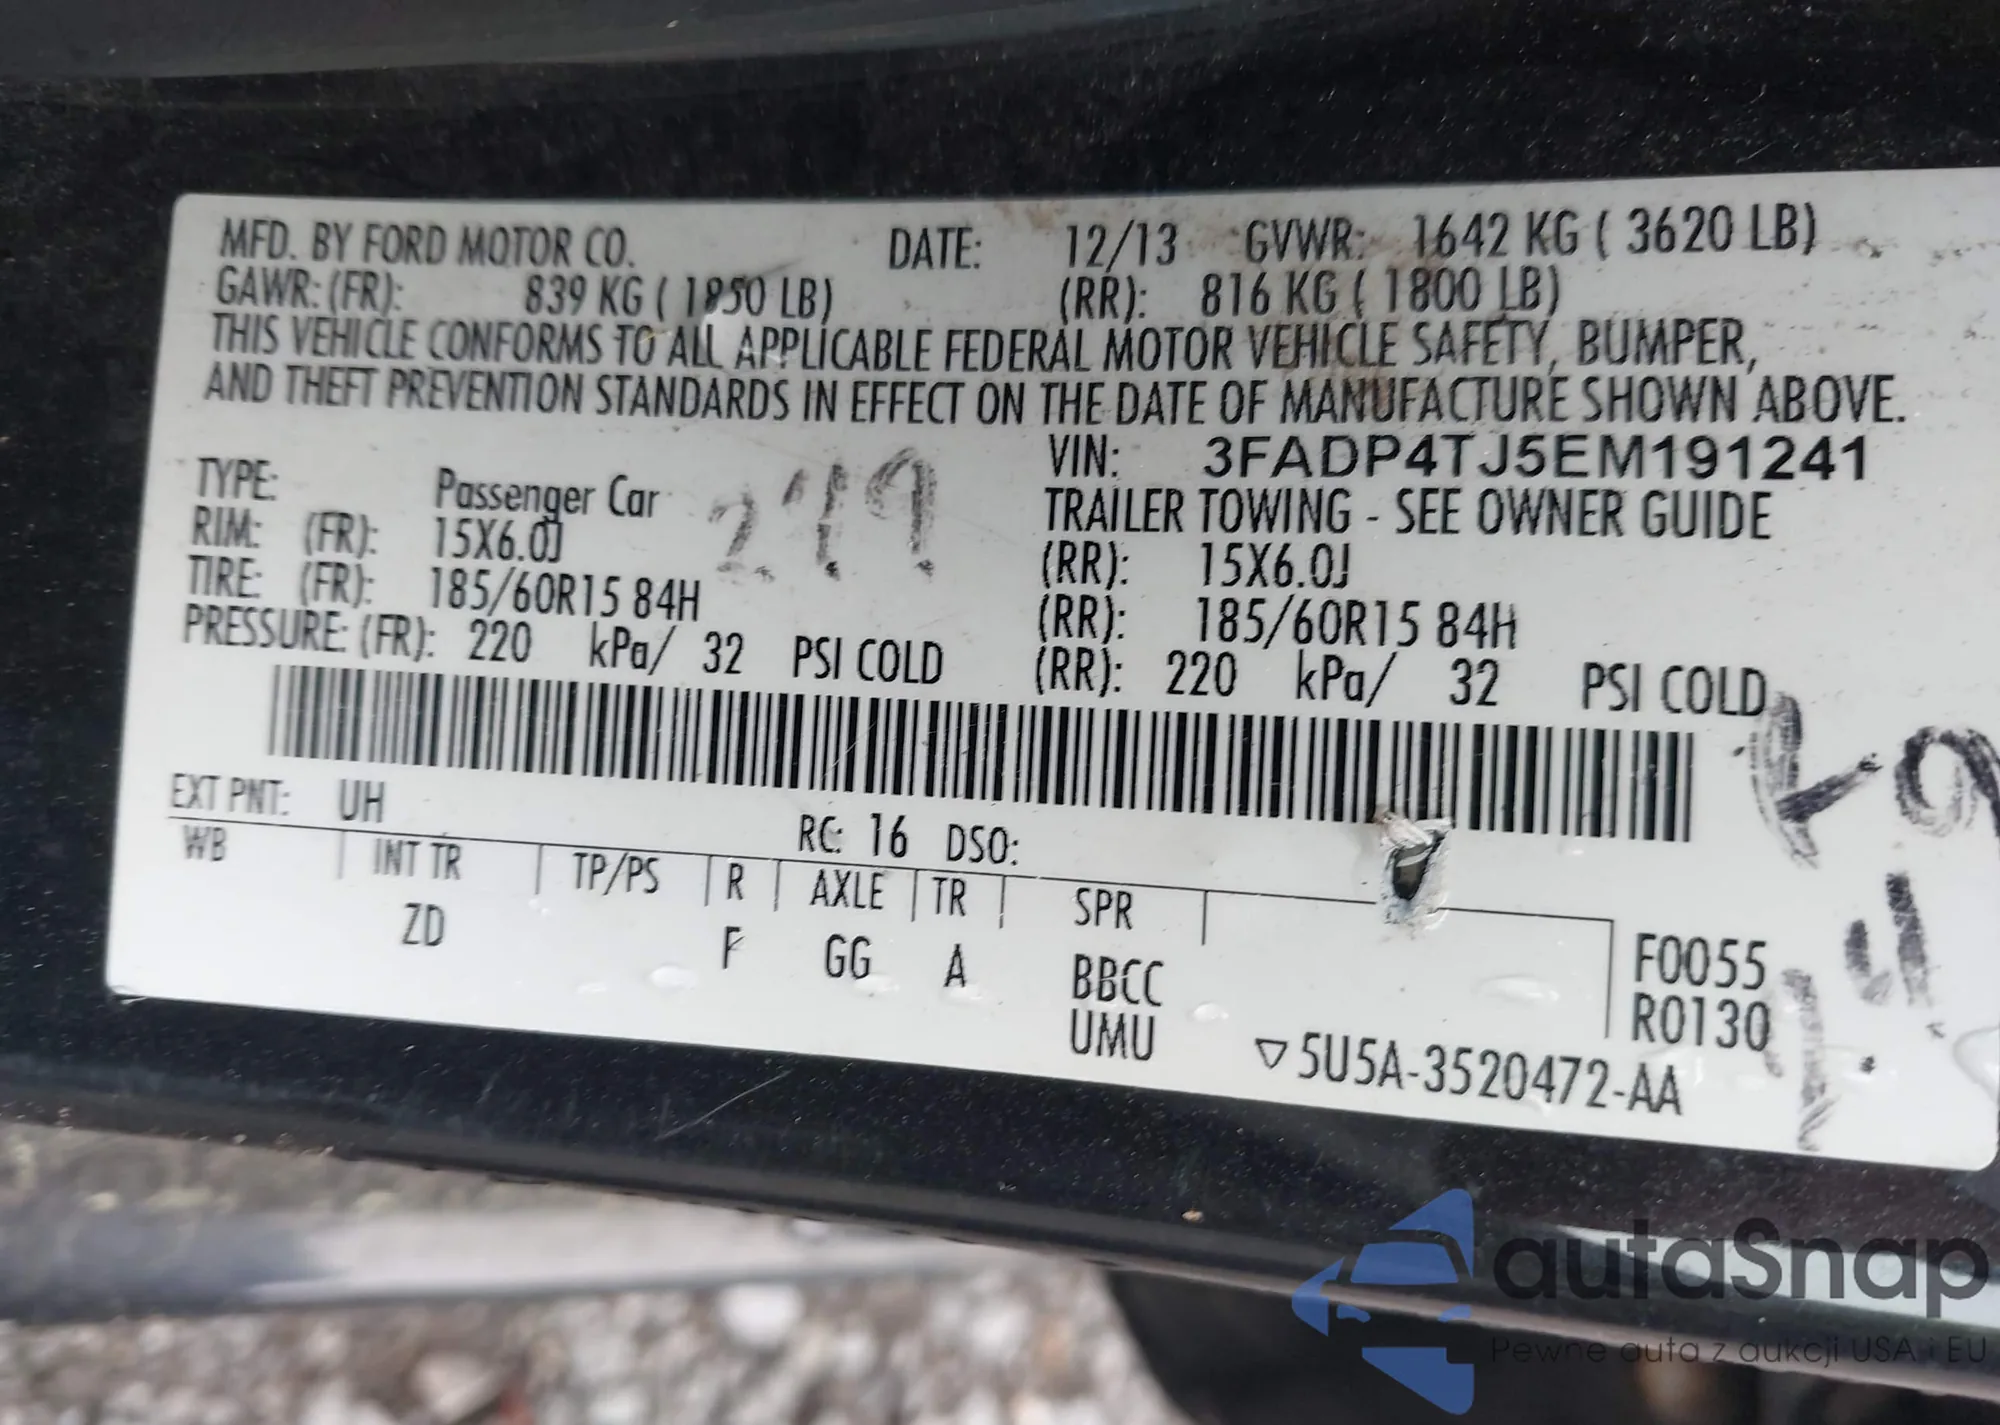 MFD. BY FORD MOTOR CO. DATE: 12/13 GVWR: 1642 KG ( 3620 LB)
GAWR: (FR): 839 KG ( 1850 LB) (RR): 816 KG ( 1800 LB)
THIS VEHICLE CONFORMS TO ALL APPLICABLE FEDERAL MOTOR VEHICLE SAFETY, BUMPER,
AND THEFT PREVENTION STANDARDS IN EFFECT ON THE DATE OF MANUFACTURE SHOWN ABOVE.
VIN: 3FADP4TJ5EM191241
TYPE: Passenger Car TRAILER TOWING - SEE OWNER GUIDE
RIM: (FR): 15X6.0J (RR): 15X6.0J
TIRE: (FR): 185/60R15 84H (RR): 185/60R15 84H
PRESSURE: (FR): 220 kPa/ 32 PSI COLD (RR): 220 kPa/ 32 PSI COLD
EXT PNT: UH RC: 16 DSO:
WB INT TR TP/PS R AXLE TR SPR
ZD F GG A BBCC F0055
UMU R0130
▽5U5A-3520472-AA
autaSnap
Pewne auta z aukcji USA i EU